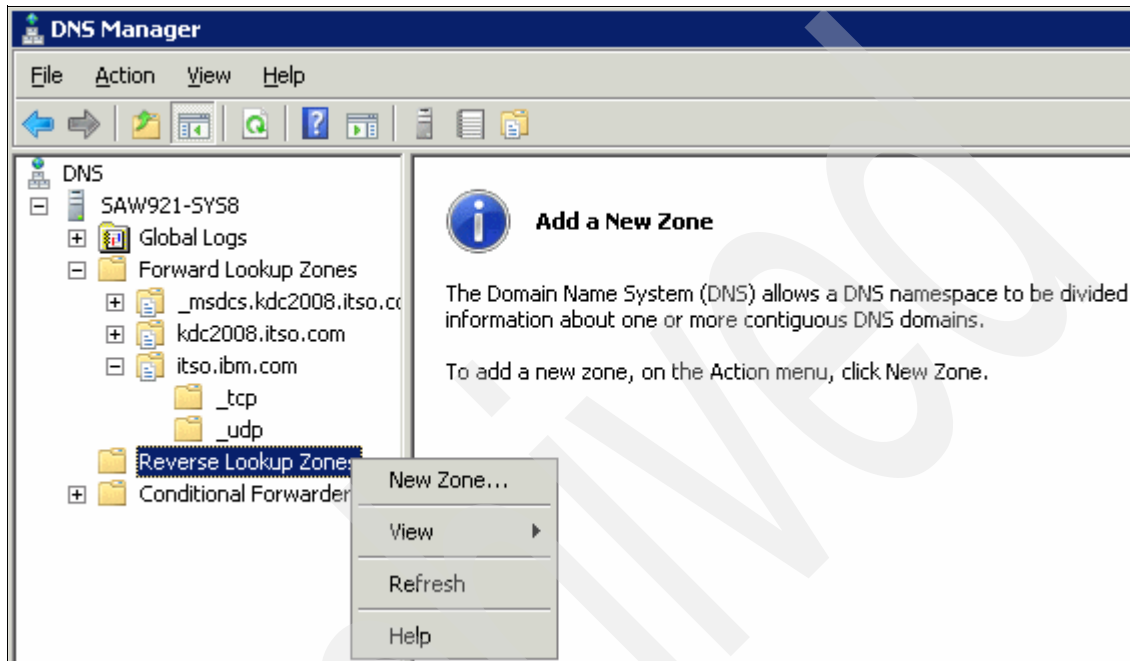 DNS Manager
File Action View Help
DNS
SAW921-SYS8
Global Logs
Forward Lookup Zones
_msdcs.kdc2008.itso.cc
kdc2008.itso.com
itso.ibm.com
_tcp
_udp
Reverse Lookup Zones
Conditional Forwarder
New Zone...
View
Refresh
Help
Add a New Zone
The Domain Name System (DNS) allows a DNS namespace to be divided
information about one or more contiguous DNS domains.
To add a new zone, on the Action menu, click New Zone.
ived